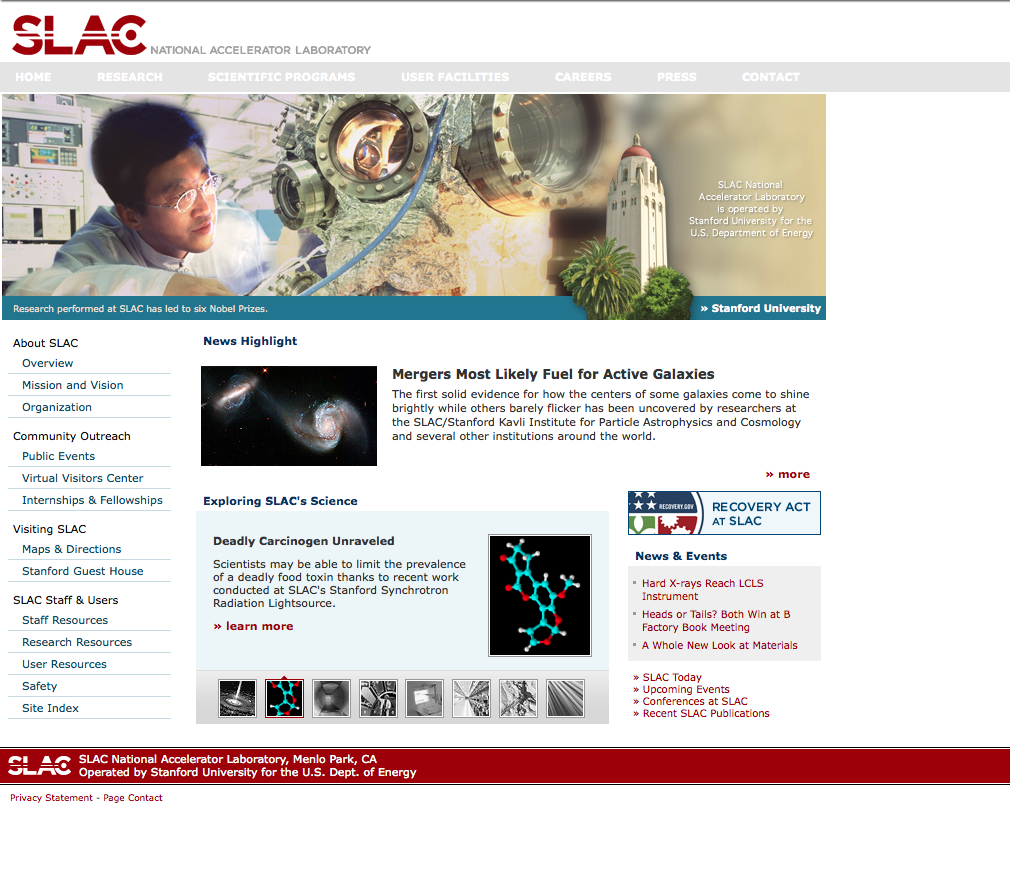 SLAC NATIONAL ACCELERATOR LABORATORY
HOME RESEARCH SCIENTIFIC PROGRAMS USER FACILITIES CAREERS PRESS CONTACT
SLAC National
Accelerator Laboratory
is operated by
Stanford University for the
U.S. Department of Energy
Research performed at SLAC has led to six Nobel Prizes.
» Stanford University
About SLAC
Overview
Mission and Vision
Organization
Community Outreach
Public Events
Virtual Visitors Center
Internships & Fellowships
Visiting SLAC
Maps & Directions
Stanford Guest House
SLAC Staff & Users
Staff Resources
Research Resources
User Resources
Safety
Site Index
News Highlight
Mergers Most Likely Fuel for Active Galaxies
The first solid evidence for how the centers of some galaxies come to shine
brightly while others barely flicker has been uncovered by researchers at
the SLAC/Stanford Kavli Institute for Particle Astrophysics and Cosmology
and several other institutions around the world.
» more
Exploring SLAC's Science
Deadly Carcinogen Unraveled
Scientists may be able to limit the prevalence
of a deadly food toxin thanks to recent work
conducted at SLAC's Stanford Synchrotron
Radiation Lightsource.
» learn more
RECOVERY.GOV
RECOVERY ACT
AT SLAC
News & Events
Hard X-rays Reach LCLS
Instrument
Heads or Tails? Both Win at B
Factory Book Meeting
A Whole New Look at Materials
» SLAC Today
» Upcoming Events
» Conferences at SLAC
» Recent SLAC Publications
SLAC
SLAC National Accelerator Laboratory, Menlo Park, CA
Operated by Stanford University for the U.S. Dept. of Energy
Privacy Statement - Page Contact